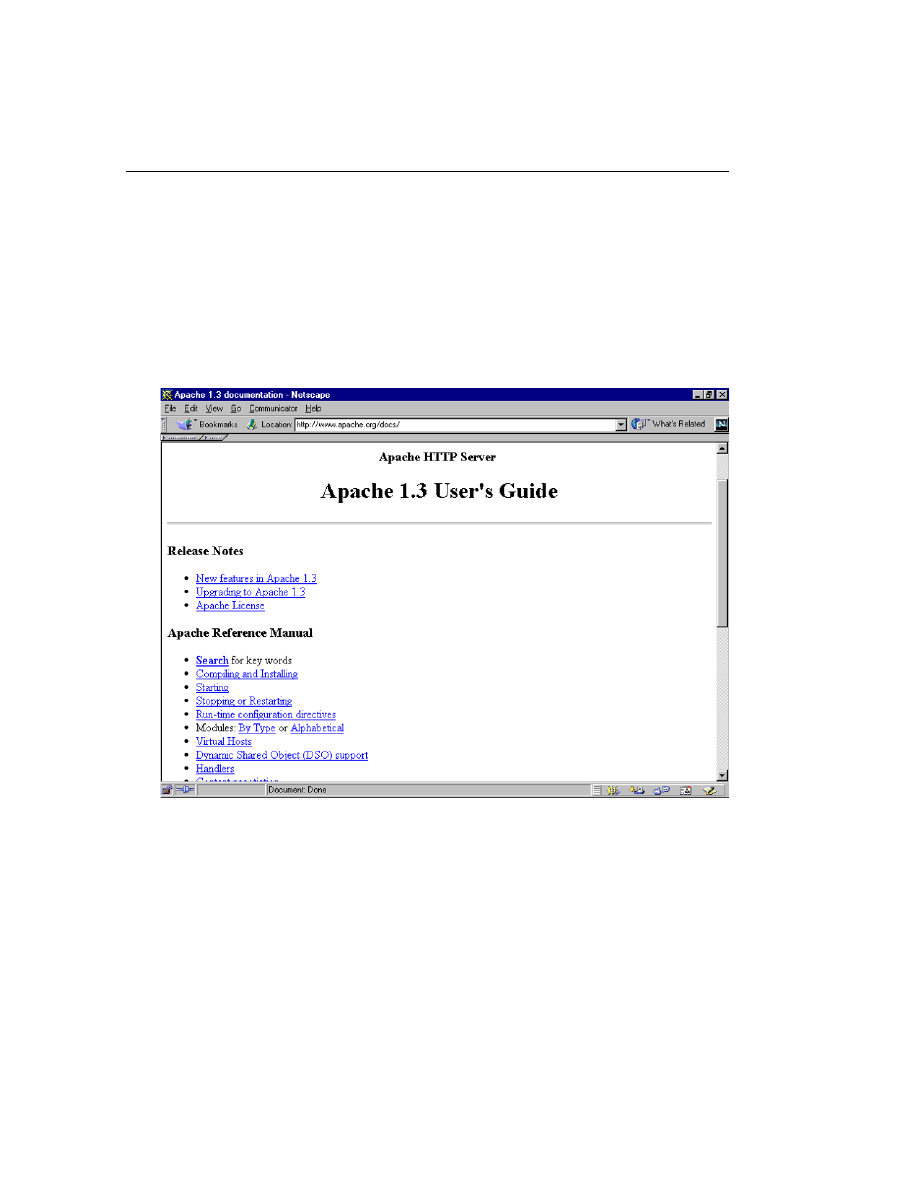 Apache 1.3 documentation - Netscape
File Edit View Go Communicator Help
Bookmarks Location: http://www.apache.org/docs/ What's Related
Apache HTTP Server
Apache 1.3 User's Guide
Release Notes
New features in Apache 1.3
Upgrading to Apache 1.3
Apache License
Apache Reference Manual
Search for key words
Compiling and Installing
Starting
Stopping or Restarting
Run-time configuration directives
Modules: By Type or Alphabetical
Virtual Hosts
Dynamic Shared Object (DSO) support
Handlers
Document: Done